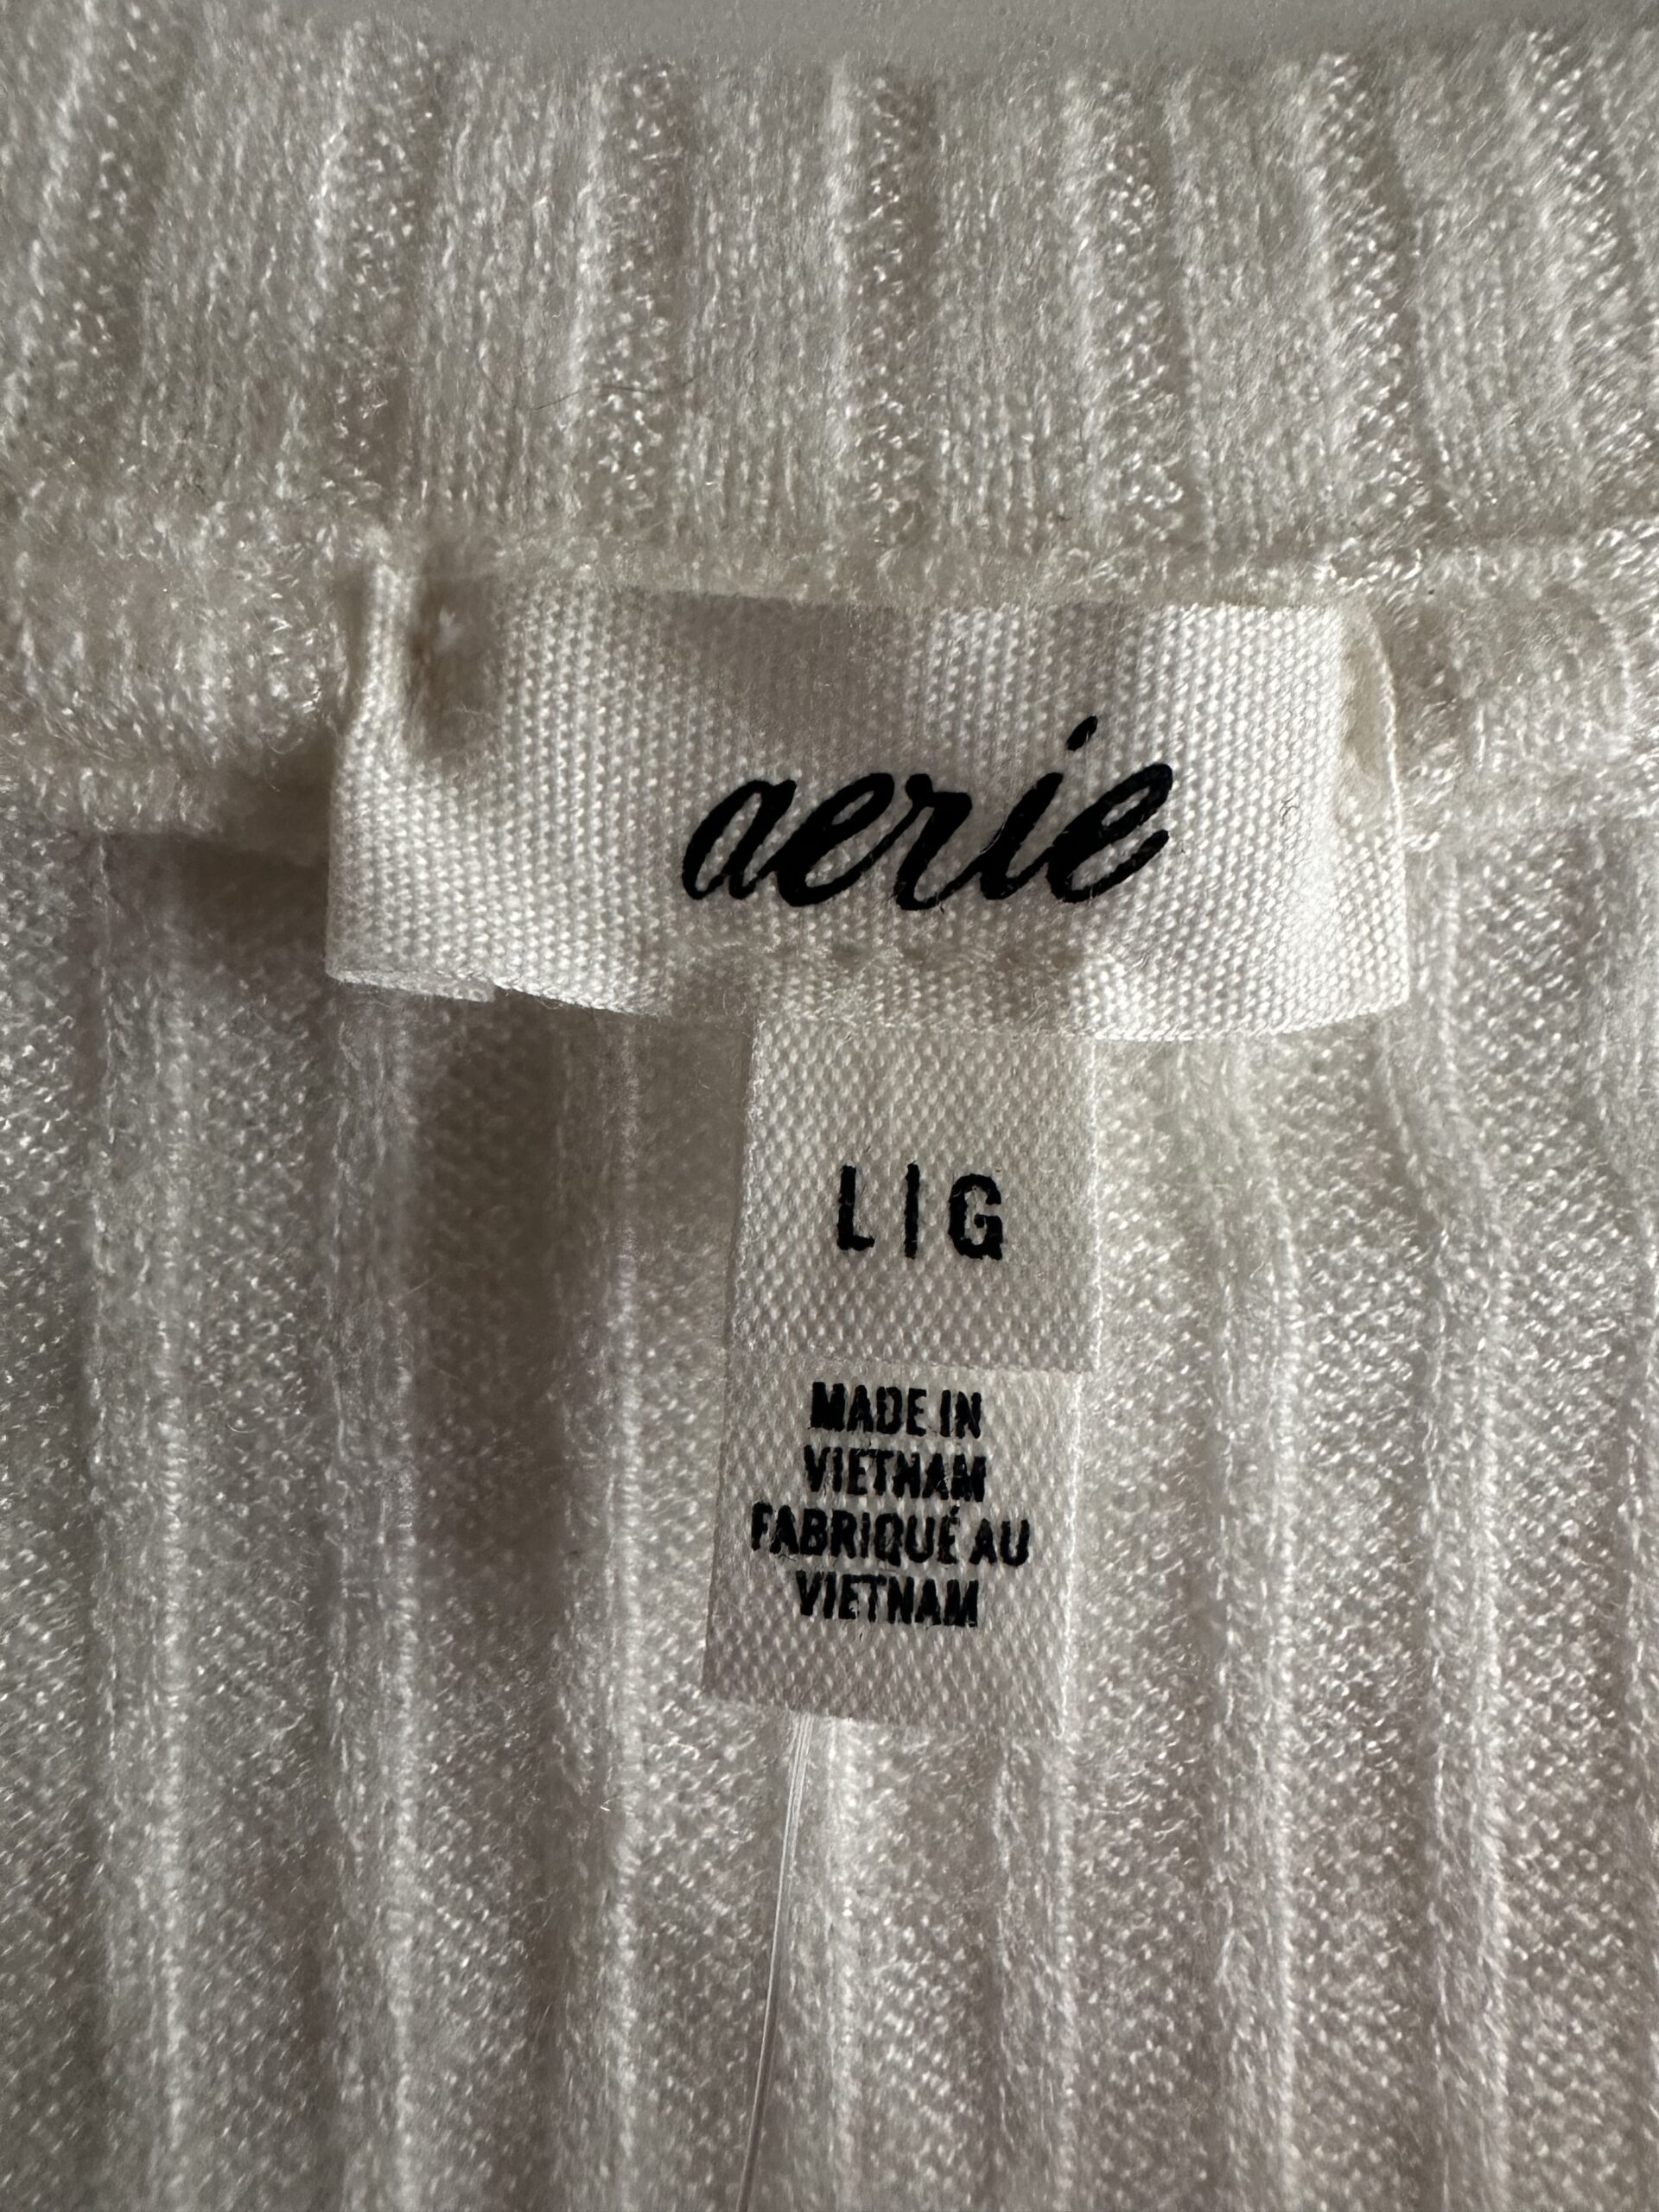 aerie
L|G
MADE IN
VIETNAM
FABRIQUÉ AU
VIETNAM